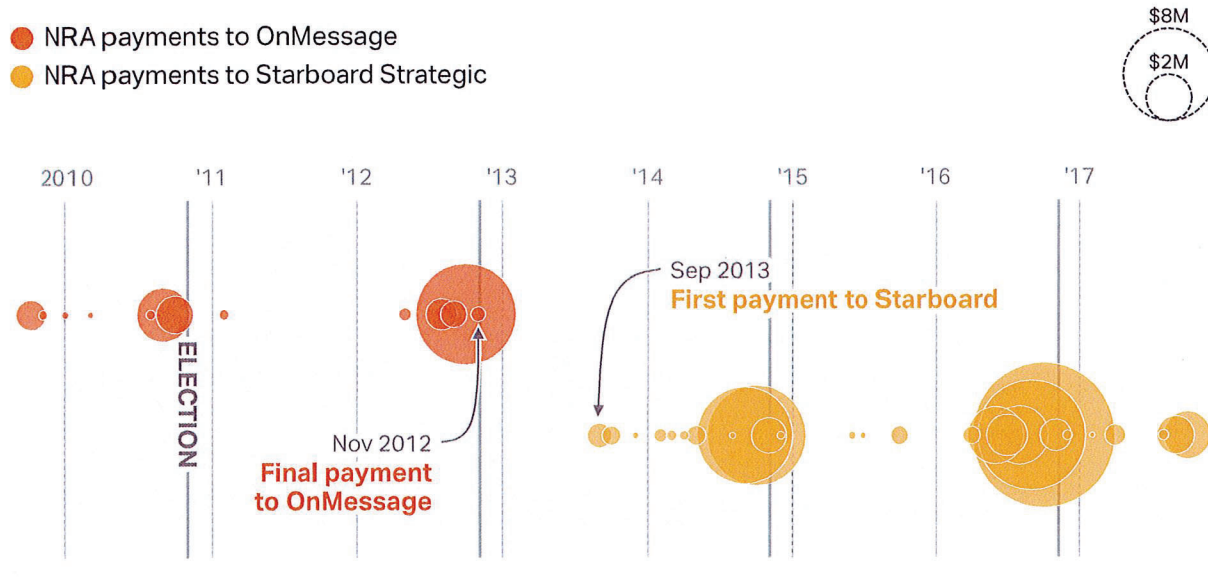 NRA payments to OnMessage
NRA payments to Starboard Strategic
$8M
$2M
2010
'11
'12
'13
'14
'15
'16
'17
Sep 2013
First payment to Starboard
ELECTION
Nov 2012
Final payment
to OnMessage